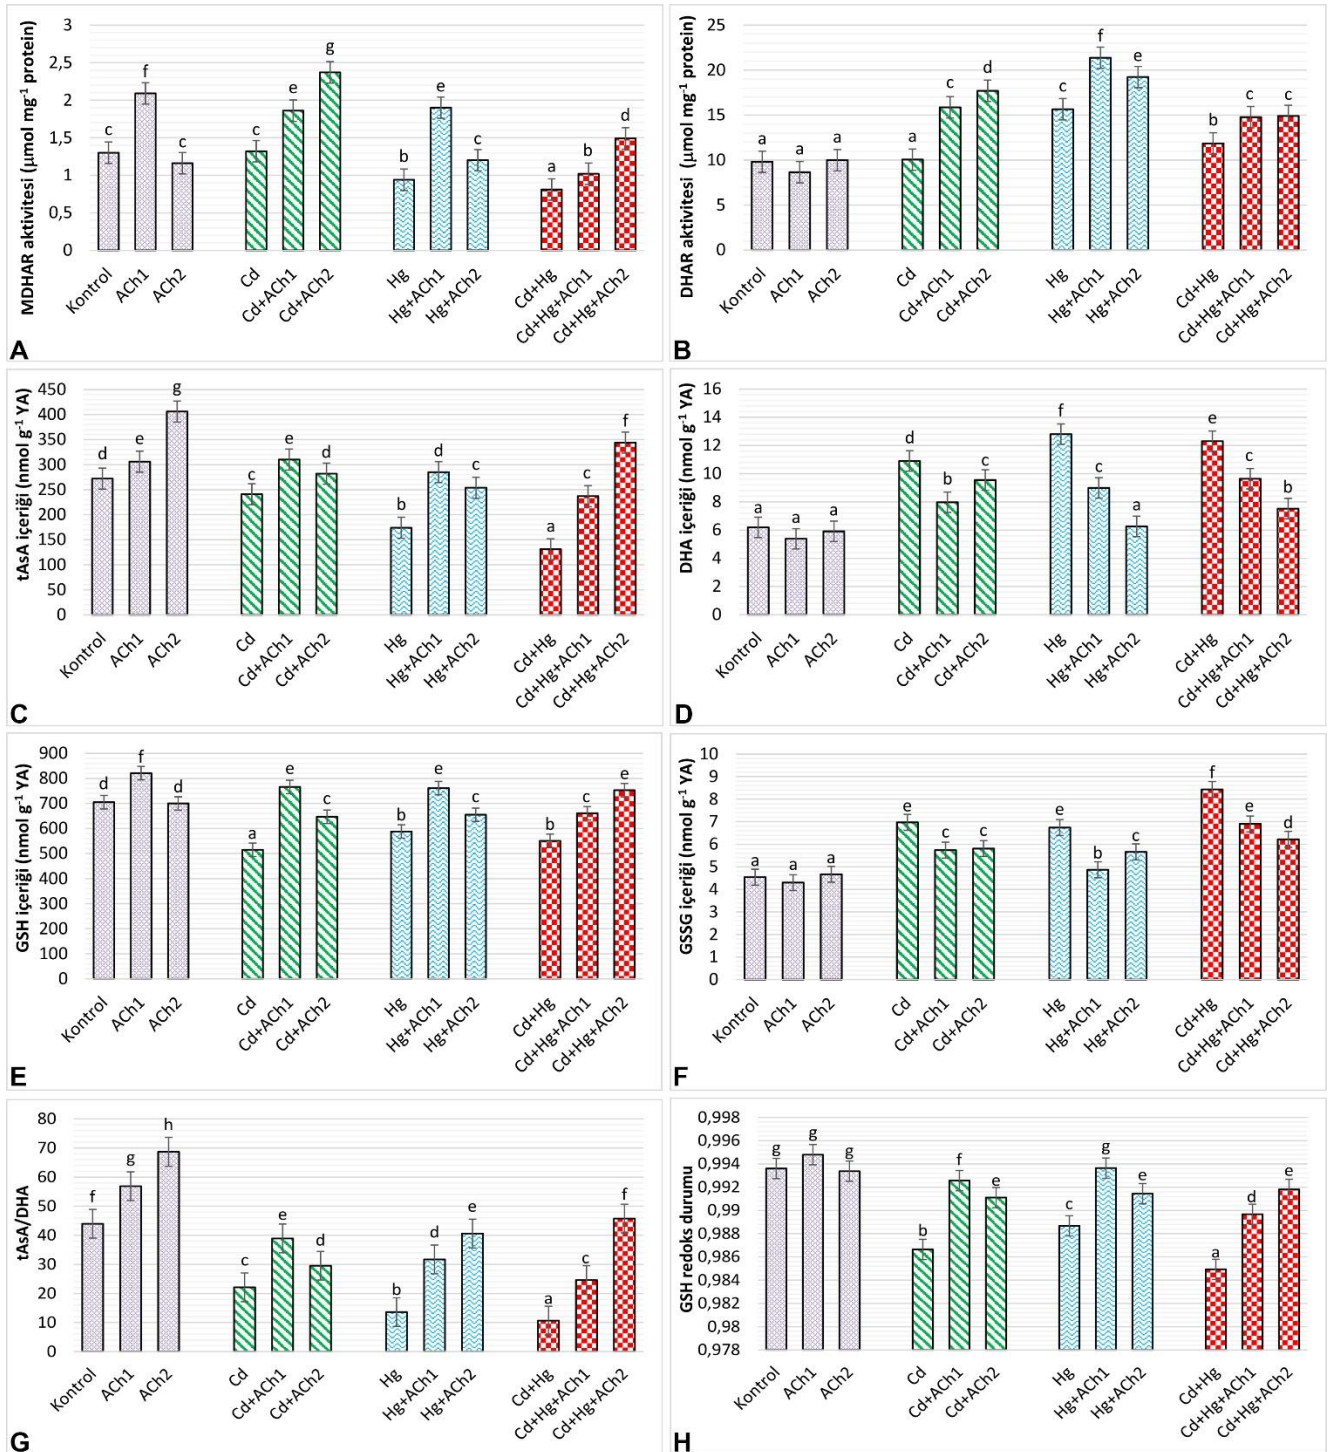 MDHAR aktivitesi (µmol mg⁻¹ protein)
3
2,5
2
1,5
1
0,5
0
c
f
c
c
e
g
b
e
c
a
b
d
Kontrol
ACh1
ACh2
Cd
Cd+ACh1
Cd+ACh2
Hg
Hg+ACh1
Hg+ACh2
Cd+Hg
Cd+Hg+ACh1
Cd+Hg+ACh2
A
DHAR aktivitesi (µmol mg⁻¹ protein)
25
20
15
10
5
0
a
a
a
a
c
d
c
f
e
b
c
c
Kontrol
ACh1
ACh2
Cd
Cd+ACh1
Cd+ACh2
Hg
Hg+ACh1
Hg+ACh2
Cd+Hg
Cd+Hg+ACh1
Cd+Hg+ACh2
B
tAsA içeriği (nmol g⁻¹ YA)
450
400
350
300
250
200
150
100
50
0
d
e
g
c
e
d
b
d
c
a
c
f
Kontrol
ACh1
ACh2
Cd
Cd+ACh1
Cd+ACh2
Hg
Hg+ACh1
Hg+ACh2
Cd+Hg
Cd+Hg+ACh1
Cd+Hg+ACh2
C
DHA içeriği (nmol g⁻¹ YA)
16
14
12
10
8
6
4
2
0
a
a
a
d
b
c
f
c
a
e
c
b
Kontrol
ACh1
ACh2
Cd
Cd+ACh1
Cd+ACh2
Hg
Hg+ACh1
Hg+ACh2
Cd+Hg
Cd+Hg+ACh1
Cd+Hg+ACh2
D
GSH içeriği (nmol g⁻¹ YA)
900
800
700
600
500
400
300
200
100
0
d
f
d
a
e
c
b
e
c
b
c
e
Kontrol
ACh1
ACh2
Cd
Cd+ACh1
Cd+ACh2
Hg
Hg+ACh1
Hg+ACh2
Cd+Hg
Cd+Hg+ACh1
Cd+Hg+ACh2
E
GSSG içeriği (nmol g⁻¹ YA)
10
9
8
7
6
5
4
3
2
1
0
a
a
a
e
c
c
e
b
c
f
e
d
Kontrol
ACh1
ACh2
Cd
Cd+ACh1
Cd+ACh2
Hg
Hg+ACh1
Hg+ACh2
Cd+Hg
Cd+Hg+ACh1
Cd+Hg+ACh2
F
tAsA/DHA
80
70
60
50
40
30
20
10
0
f
g
h
c
e
d
b
d
e
a
c
f
Kontrol
ACh1
ACh2
Cd
Cd+ACh1
Cd+ACh2
Hg
Hg+ACh1
Hg+ACh2
Cd+Hg
Cd+Hg+ACh1
Cd+Hg+ACh2
G
GSH redoks durumu
0,998
0,996
0,994
0,992
0,99
0,988
0,986
0,984
0,982
0,98
0,978
g
g
g
b
f
e
c
g
e
a
d
e
Kontrol
ACh1
ACh2
Cd
Cd+ACh1
Cd+ACh2
Hg
Hg+ACh1
Hg+ACh2
Cd+Hg
Cd+Hg+ACh1
Cd+Hg+ACh2
H